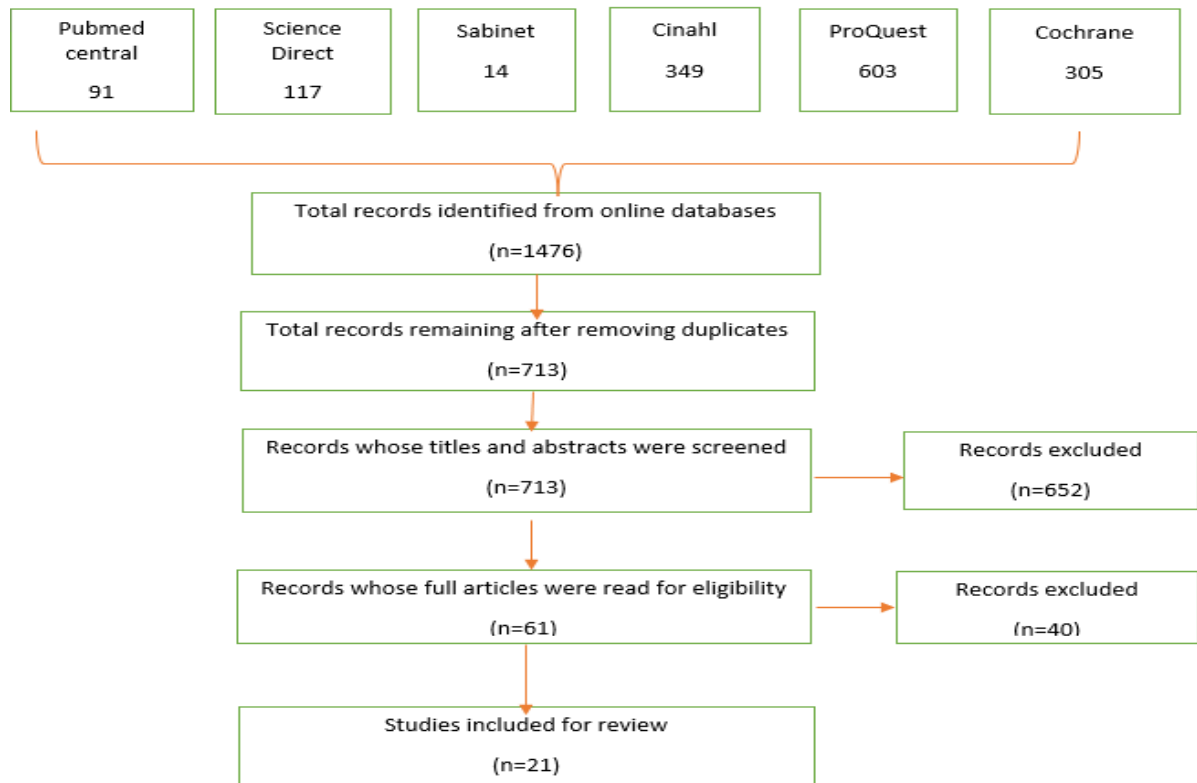 Pubmed
central
91
Science
Direct
117
Sabinet
14
Cinahl
349
ProQuest
603
Cochrane
305
Total records identified from online databases
(n=1476)
Total records remaining after removing duplicates
(n=713)
Records whose titles and abstracts were screened
(n=713)
Records excluded
(n=652)
Records whose full articles were read for eligibility
(n=61)
Records excluded
(n=40)
Studies included for review
(n=21)